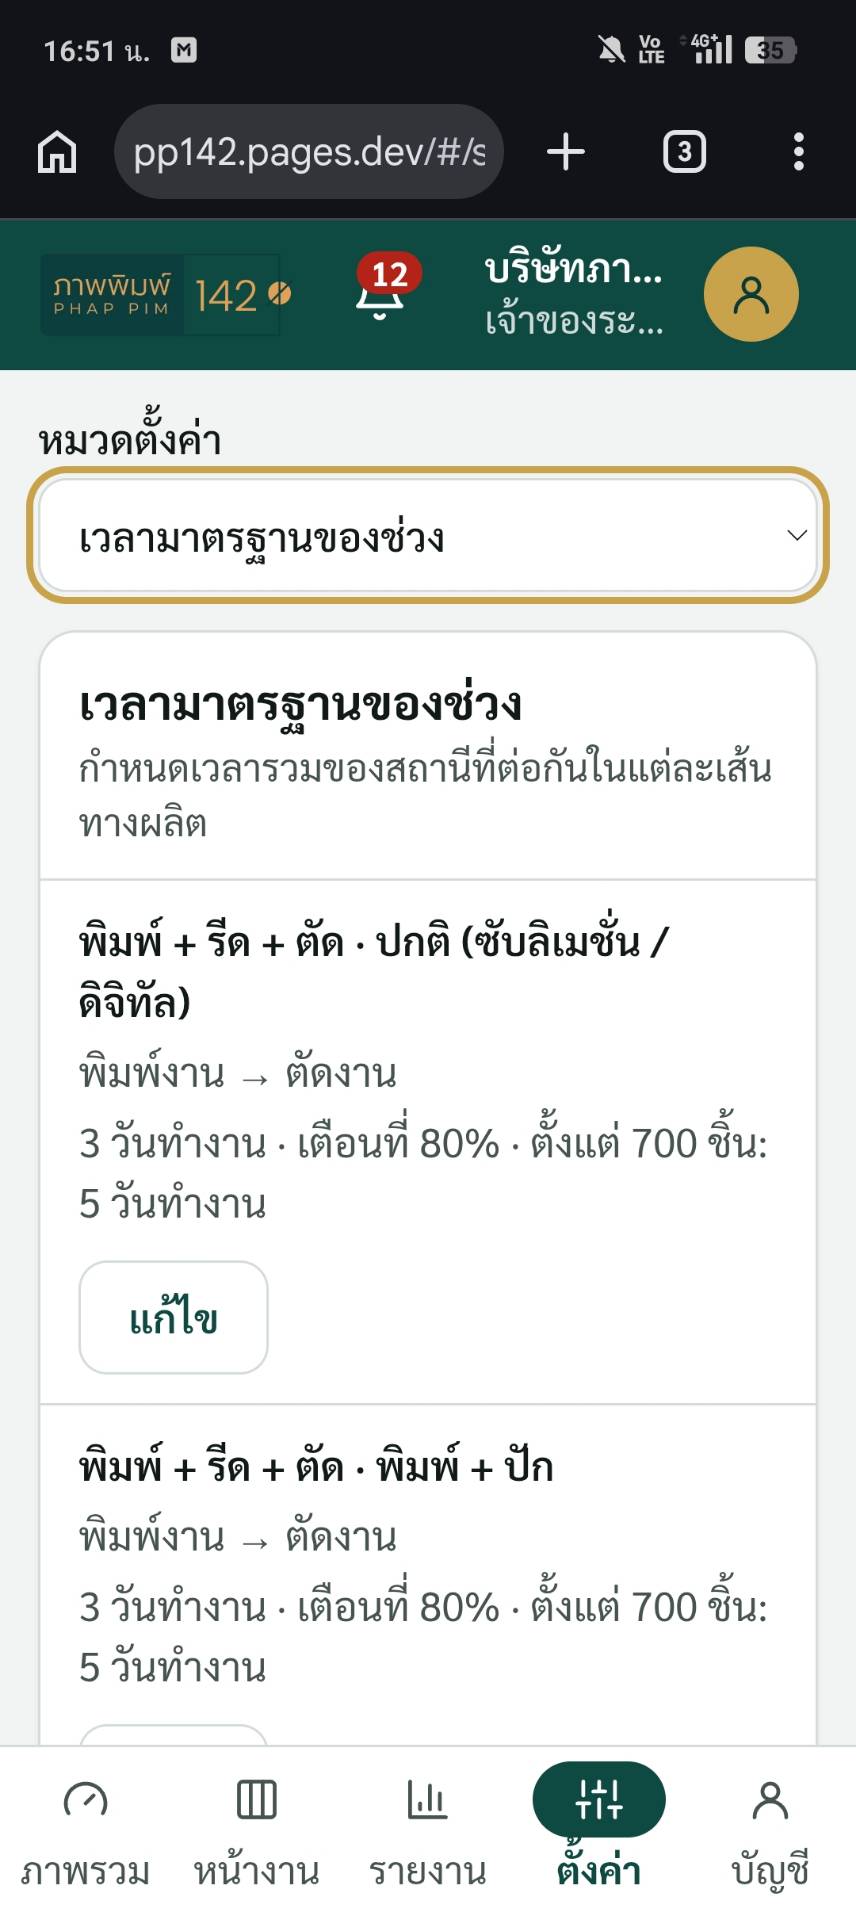 16:51 น. M
Vo LTE 4G+ 35
pp142.pages.dev/#/s
3
ภาพพิมพ์ 142
PHAP PIM
12
บริษัทภา...
เจ้าของระ...
หมวดตั้งค่า
เวลามาตรฐานของช่วง
เวลามาตรฐานของช่วง
กำหนดเวลารวมของสถานีที่ต่อกันในแต่ละเส้น
ทางผลิต
พิมพ์ + รีด + ตัด · ปกติ (ซับลิเมชั่น /
ดิจิทัล)
พิมพ์งาน → ตัดงาน
3 วันทำงาน · เตือนที่ 80% · ตั้งแต่ 700 ชิ้น:
5 วันทำงาน
แก้ไข
พิมพ์ + รีด + ตัด · พิมพ์ + ปัก
พิมพ์งาน → ตัดงาน
3 วันทำงาน · เตือนที่ 80% · ตั้งแต่ 700 ชิ้น:
5 วันทำงาน
ภาพรวม หน้างาน รายงาน ตั้งค่า บัญชี